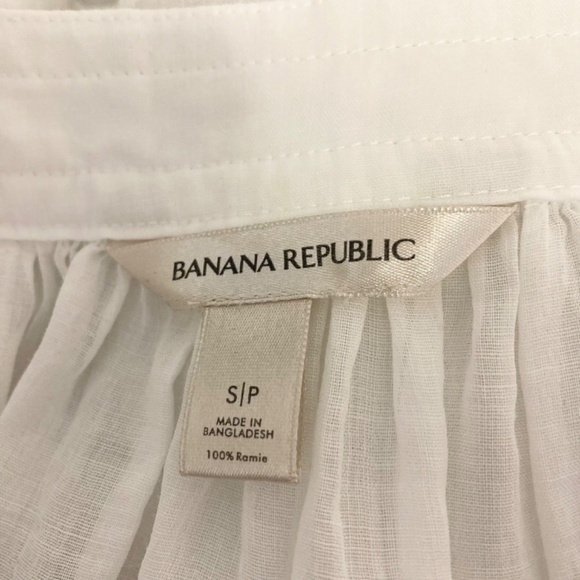 BANANA REPUBLIC
S|P
MADE IN
BANGLADESH
100% Ramie